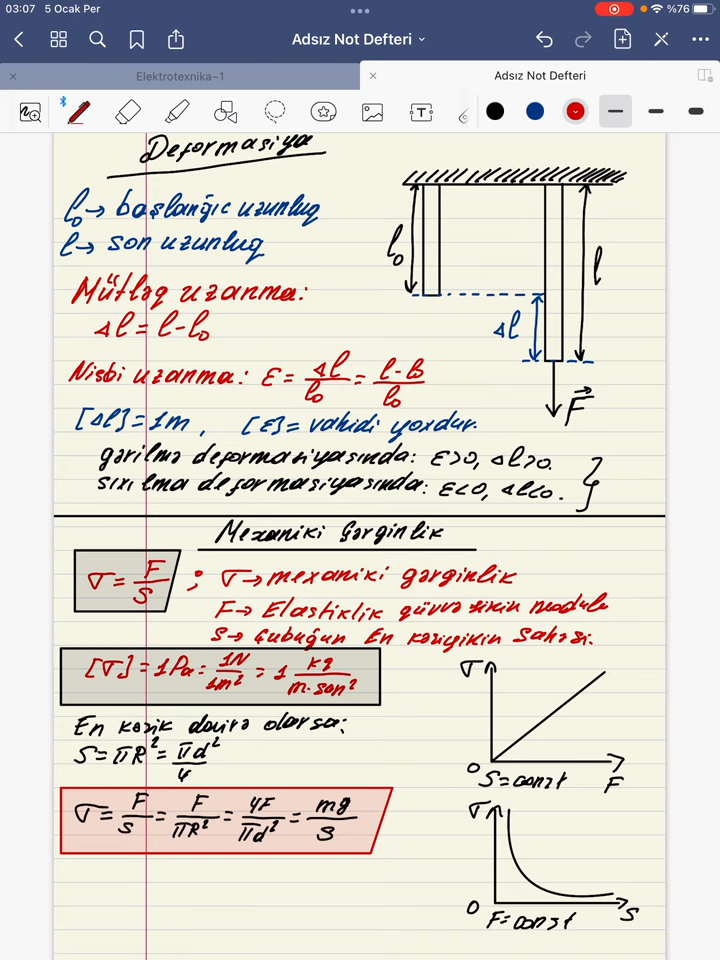 03:07 5 Ocak Per
%76
Adsız Not Defteri
Elektrotexnika~1
Adsız Not Defteri
T
Deformasiya
l₀→ başlanğıc uzunluq
l→ son uzunluq
Mütləq uzanma:
Δl = l-l₀
Nisbi uzanma: ε = Δl/l₀ = l-l₀/l₀
[Δl]=1m, [ε]= vahidi yoxdur.
gərilmə deformasiyasında: ε>0, Δl>0.
sıxılma deformasiyasında: ε<0, Δl<0.
l₀
Δl
l
F⃗
Mexaniki Gərginlik
σ = F/S ; σ→ mexaniki gərginlik
F→ Elastiklik qüvvəsinin modulu
S→ Çubuğun En kəsiyinin Sahəsi.
[σ]=1Pa= 1N/1m² = 1 kg/m·san²
En kəsik dairə olarsa:
S=πR²= πd²/4
σ= F/S = F/πR² = 4F/πd² = mg/S
σ
0
S=const
F
σ
0
F=const
S